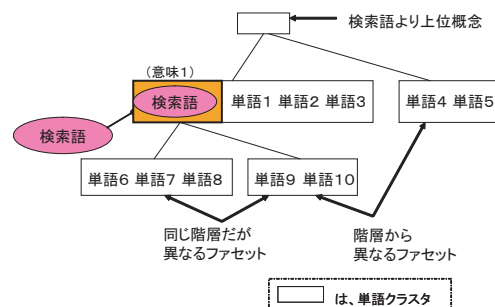 検索語より上位概念
(意味1)
検索語
単語1 単語2 単語3
単語4 単語5
検索語
単語6 単語7 単語8
単語9 単語10
同じ階層だが
異なるファセット
階層から
異なるファセット
は、単語クラスタ